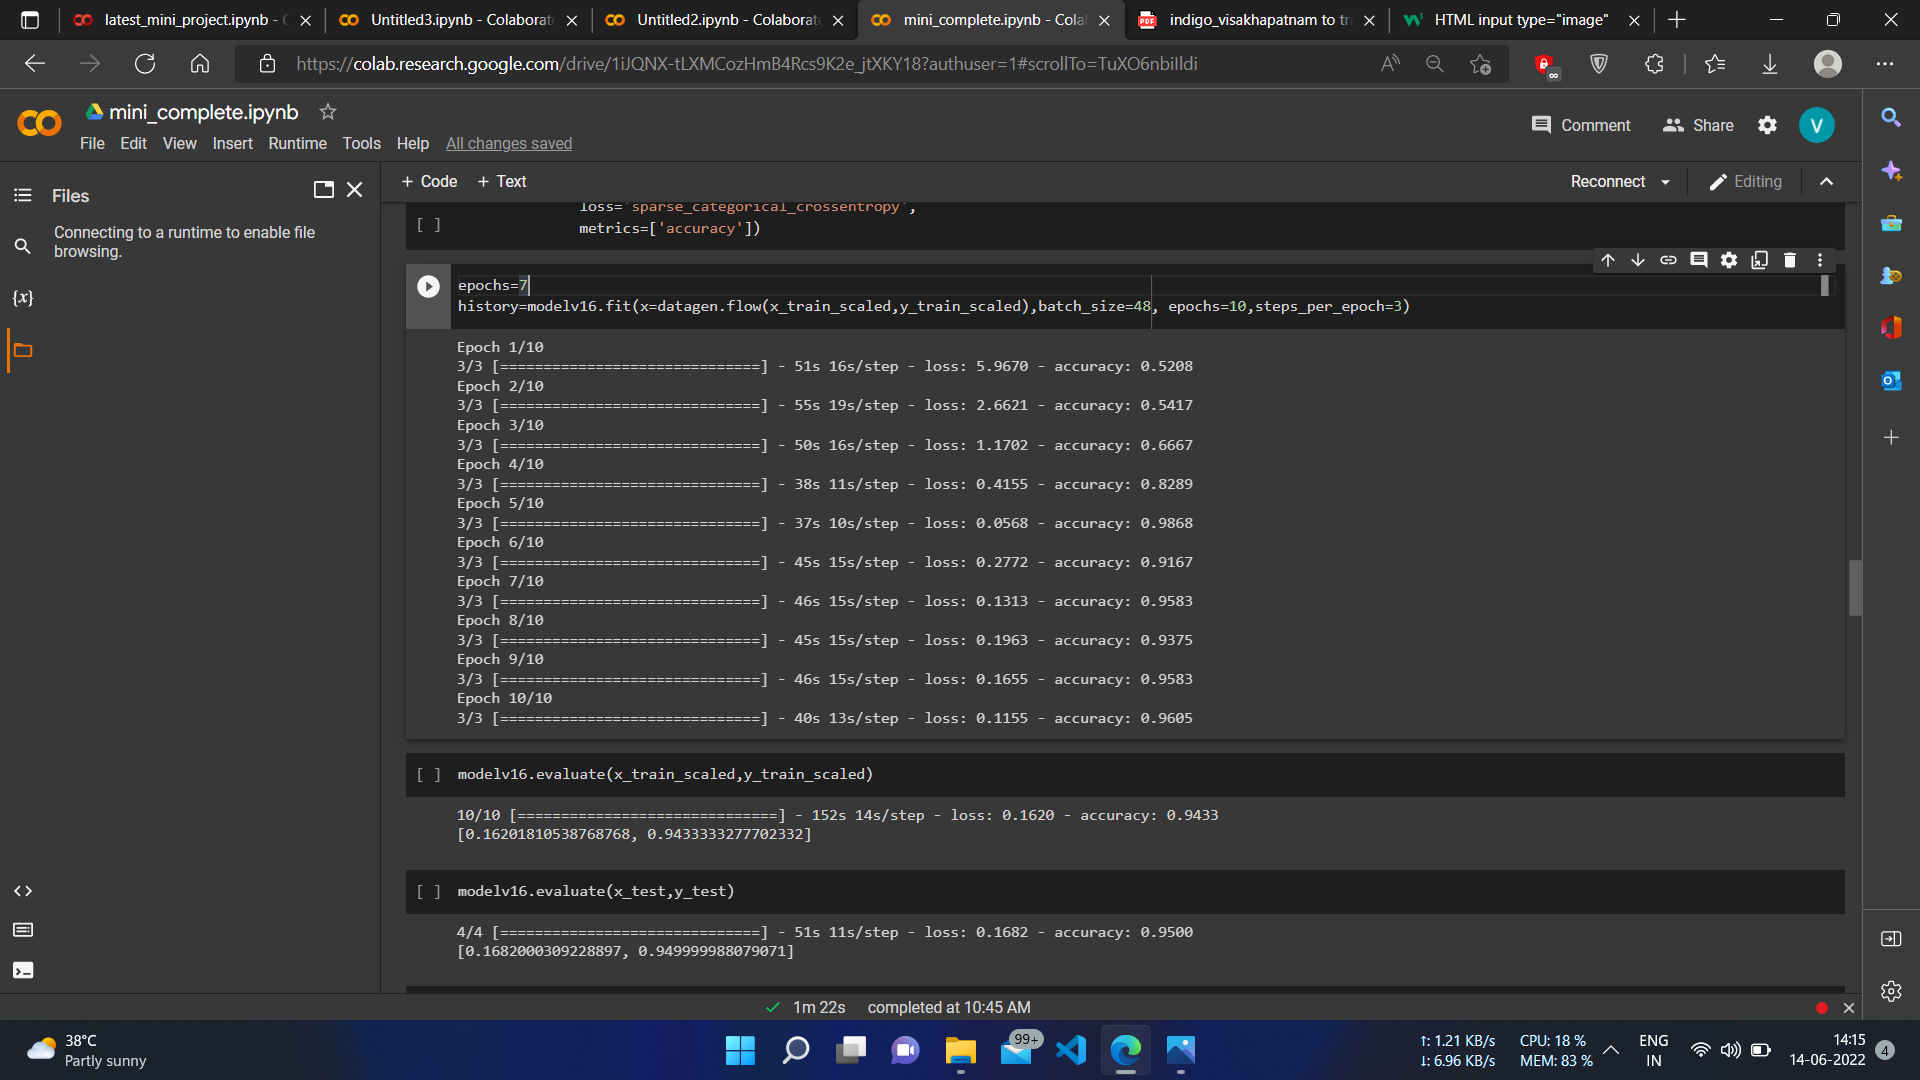 latest_mini_project.ipynb - C
Untitled3.ipynb - Colaborato
Untitled2.ipynb - Colaborato
mini_complete.ipynb - Colab
indigo_visakhapatnam to tri
HTML input type="image"
https://colab.research.google.com/drive/1iJQNX-tLXMCozHmB4Rcs9K2e_jtXKY18?authuser=1#scrollTo=TuXO6nbiIldi
mini_complete.ipynb
File Edit View Insert Runtime Tools Help All changes saved
Comment Share V
Files
Connecting to a runtime to enable file
browsing.
+ Code + Text
Reconnect Editing
loss='sparse_categorical_crossentropy',
[ ] metrics=['accuracy'])
epochs=7
history=modelv16.fit(x=datagen.flow(x_train_scaled,y_train_scaled),batch_size=48, epochs=10,steps_per_epoch=3)
Epoch 1/10
3/3 [==============================] - 51s 16s/step - loss: 5.9670 - accuracy: 0.5208
Epoch 2/10
3/3 [==============================] - 55s 19s/step - loss: 2.6621 - accuracy: 0.5417
Epoch 3/10
3/3 [==============================] - 50s 16s/step - loss: 1.1702 - accuracy: 0.6667
Epoch 4/10
3/3 [==============================] - 38s 11s/step - loss: 0.4155 - accuracy: 0.8289
Epoch 5/10
3/3 [==============================] - 37s 10s/step - loss: 0.0568 - accuracy: 0.9868
Epoch 6/10
3/3 [==============================] - 45s 15s/step - loss: 0.2772 - accuracy: 0.9167
Epoch 7/10
3/3 [==============================] - 46s 15s/step - loss: 0.1313 - accuracy: 0.9583
Epoch 8/10
3/3 [==============================] - 45s 15s/step - loss: 0.1963 - accuracy: 0.9375
Epoch 9/10
3/3 [==============================] - 46s 15s/step - loss: 0.1655 - accuracy: 0.9583
Epoch 10/10
3/3 [==============================] - 40s 13s/step - loss: 0.1155 - accuracy: 0.9605
[ ] modelv16.evaluate(x_train_scaled,y_train_scaled)
10/10 [==============================] - 152s 14s/step - loss: 0.1620 - accuracy: 0.9433
[0.16201810538768768, 0.9433333277702332]
[ ] modelv16.evaluate(x_test,y_test)
4/4 [==============================] - 51s 11s/step - loss: 0.1682 - accuracy: 0.9500
[0.1682000309228897, 0.949999988079071]
1m 22s completed at 10:45 AM
38°C
Partly sunny
99+
↑: 1.21 KB/s
↓: 6.96 KB/s
CPU: 18 %
MEM: 83 %
ENG
IN
14:15
14-06-2022
4